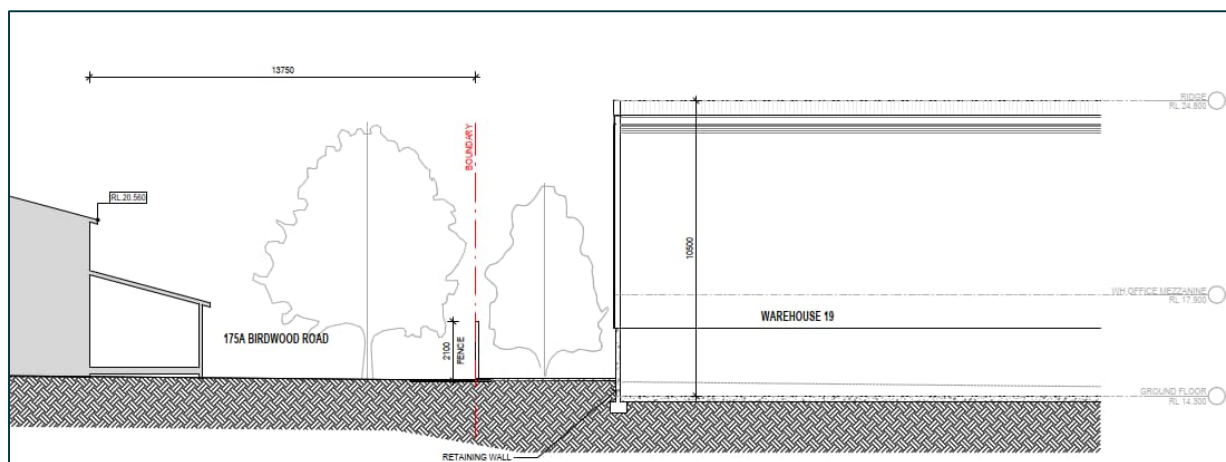 13750
BOUNDARY
RIDGE
RL 24.800
RL.20.560
10500
WH OFFICE MEZZANINE
RL 17.900
WAREHOUSE 19
175A BIRDWOOD ROAD
2100
FENCE
GROUND FLOOR
RL 14.300
RETAINING WALL